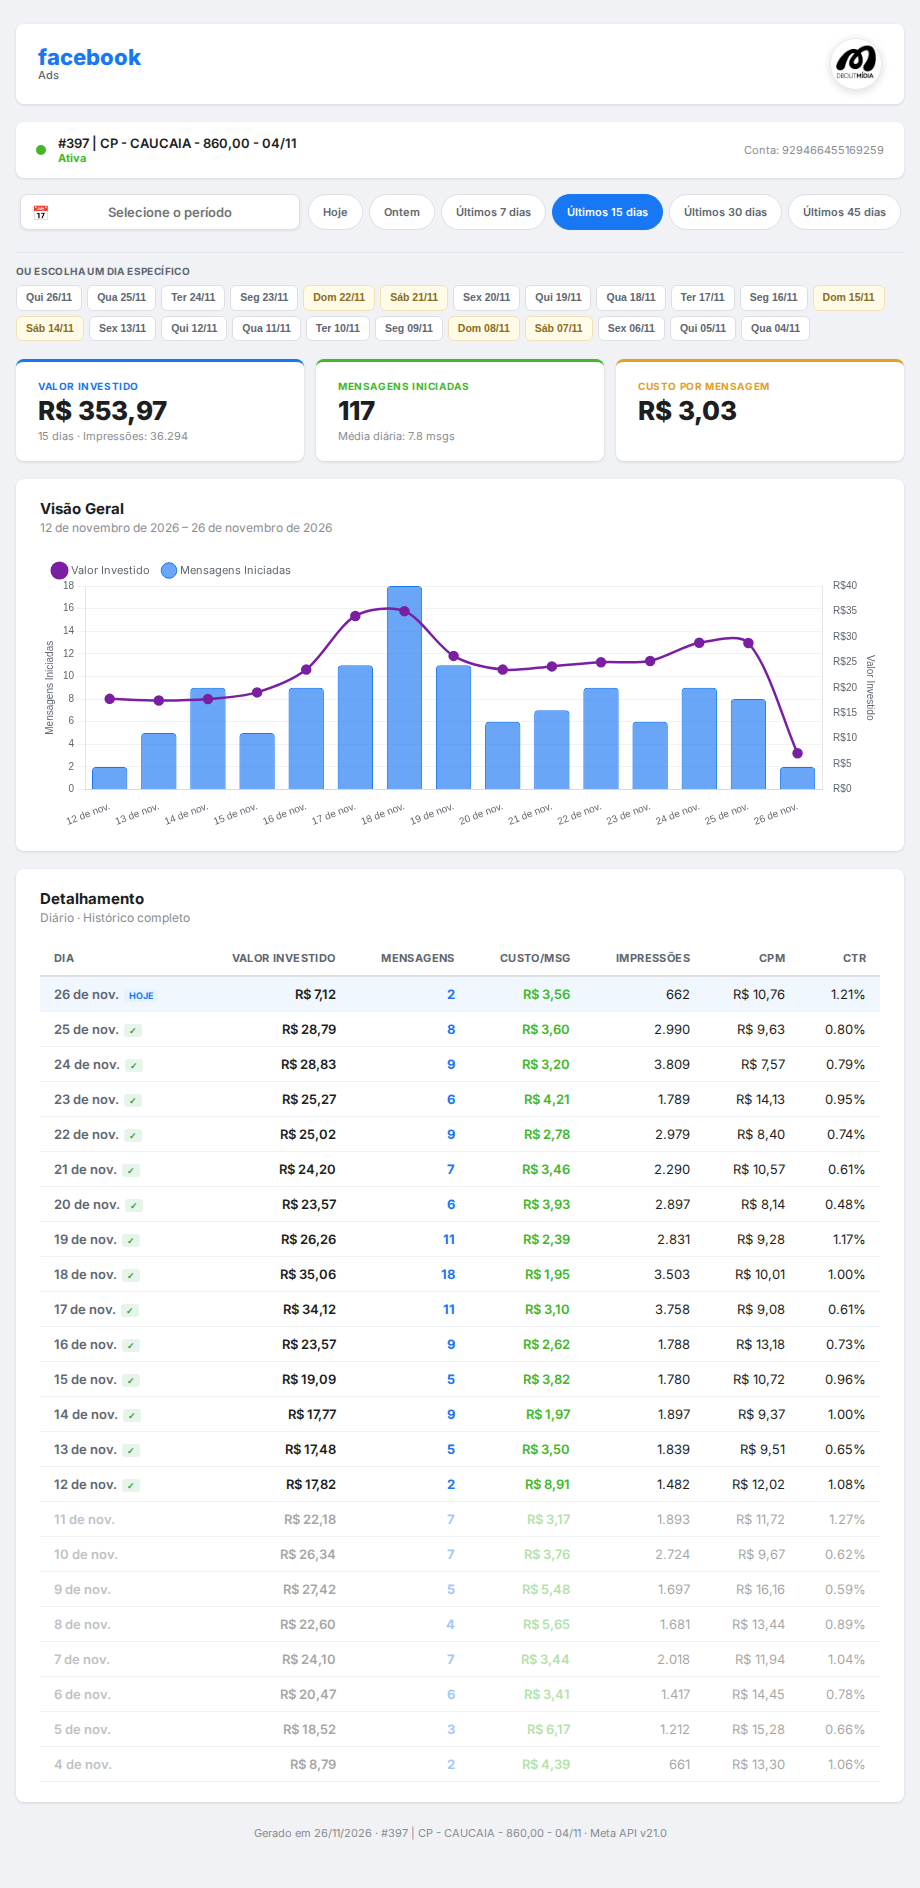 facebook
Ads
DBOUTMÍDIA
#397 | CP - CAUCAIA - 860,00 - 04/11
Ativa
Conta: 929466455169259
Selecione o período
Hoje
Ontem
Últimos 7 dias
Últimos 15 dias
Últimos 30 dias
Últimos 45 dias
OU ESCOLHA UM DIA ESPECÍFICO
Qui 26/11 Qua 25/11 Ter 24/11 Seg 23/11 Dom 22/11 Sáb 21/11 Sex 20/11 Qui 19/11 Qua 18/11 Ter 17/11 Seg 16/11 Dom 15/11
Sáb 14/11 Sex 13/11 Qui 12/11 Qua 11/11 Ter 10/11 Seg 09/11 Dom 08/11 Sáb 07/11 Sex 06/11 Qui 05/11 Qua 04/11
VALOR INVESTIDO
R$ 353,97
15 dias · Impressões: 36.294
MENSAGENS INICIADAS
117
Média diária: 7.8 msgs
CUSTO POR MENSAGEM
R$ 3,03
Visão Geral
12 de novembro de 2026 – 26 de novembro de 2026
Valor Investido Mensagens Iniciadas
Mensagens Iniciadas
18
16
14
12
10
8
6
4
2
0
R$40
R$35
R$30
R$25
R$20
R$15
R$10
R$5
R$0
Valor Investido
12 de nov. 13 de nov. 14 de nov. 15 de nov. 16 de nov. 17 de nov. 18 de nov. 19 de nov. 20 de nov. 21 de nov. 22 de nov. 23 de nov. 24 de nov. 25 de nov. 26 de nov.
Detalhamento
Diário · Histórico completo
DIA VALOR INVESTIDO MENSAGENS CUSTO/MSG IMPRESSÕES CPM CTR
26 de nov. HOJE R$ 7,12 2 R$ 3,56 662 R$ 10,76 1.21%
25 de nov. ✓ R$ 28,79 8 R$ 3,60 2.990 R$ 9,63 0.80%
24 de nov. ✓ R$ 28,83 9 R$ 3,20 3.809 R$ 7,57 0.79%
23 de nov. ✓ R$ 25,27 6 R$ 4,21 1.789 R$ 14,13 0.95%
22 de nov. ✓ R$ 25,02 9 R$ 2,78 2.979 R$ 8,40 0.74%
21 de nov. ✓ R$ 24,20 7 R$ 3,46 2.290 R$ 10,57 0.61%
20 de nov. ✓ R$ 23,57 6 R$ 3,93 2.897 R$ 8,14 0.48%
19 de nov. ✓ R$ 26,26 11 R$ 2,39 2.831 R$ 9,28 1.17%
18 de nov. ✓ R$ 35,06 18 R$ 1,95 3.503 R$ 10,01 1.00%
17 de nov. ✓ R$ 34,12 11 R$ 3,10 3.758 R$ 9,08 0.61%
16 de nov. ✓ R$ 23,57 9 R$ 2,62 1.788 R$ 13,18 0.73%
15 de nov. ✓ R$ 19,09 5 R$ 3,82 1.780 R$ 10,72 0.96%
14 de nov. ✓ R$ 17,77 9 R$ 1,97 1.897 R$ 9,37 1.00%
13 de nov. ✓ R$ 17,48 5 R$ 3,50 1.839 R$ 9,51 0.65%
12 de nov. ✓ R$ 17,82 2 R$ 8,91 1.482 R$ 12,02 1.08%
11 de nov. R$ 22,18 7 R$ 3,17 1.893 R$ 11,72 1.27%
10 de nov. R$ 26,34 7 R$ 3,76 2.724 R$ 9,67 0.62%
9 de nov. R$ 27,42 5 R$ 5,48 1.697 R$ 16,16 0.59%
8 de nov. R$ 22,60 4 R$ 5,65 1.681 R$ 13,44 0.89%
7 de nov. R$ 24,10 7 R$ 3,44 2.018 R$ 11,94 1.04%
6 de nov. R$ 20,47 6 R$ 3,41 1.417 R$ 14,45 0.78%
5 de nov. R$ 18,52 3 R$ 6,17 1.212 R$ 15,28 0.66%
4 de nov. R$ 8,79 2 R$ 4,39 661 R$ 13,30 1.06%
Gerado em 26/11/2026 · #397 | CP - CAUCAIA - 860,00 - 04/11 · Meta API v21.0